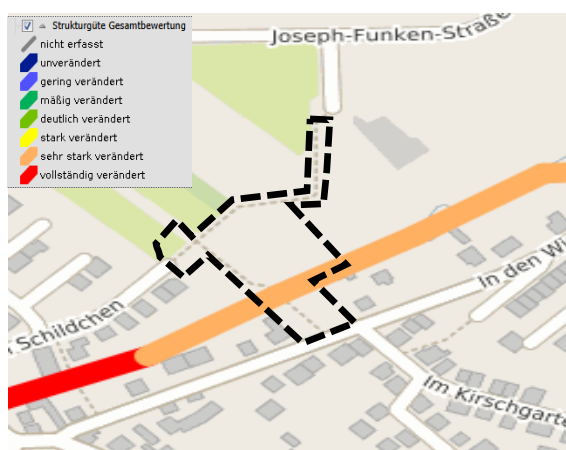 Strukturgüte Gesamtbewertung
nicht erfasst
unverändert
gering verändert
mäßig verändert
deutlich verändert
stark verändert
sehr stark verändert
vollständig verändert
Joseph-Funken-Straße
In den Wi
Schildchen
Im Kirschgarte